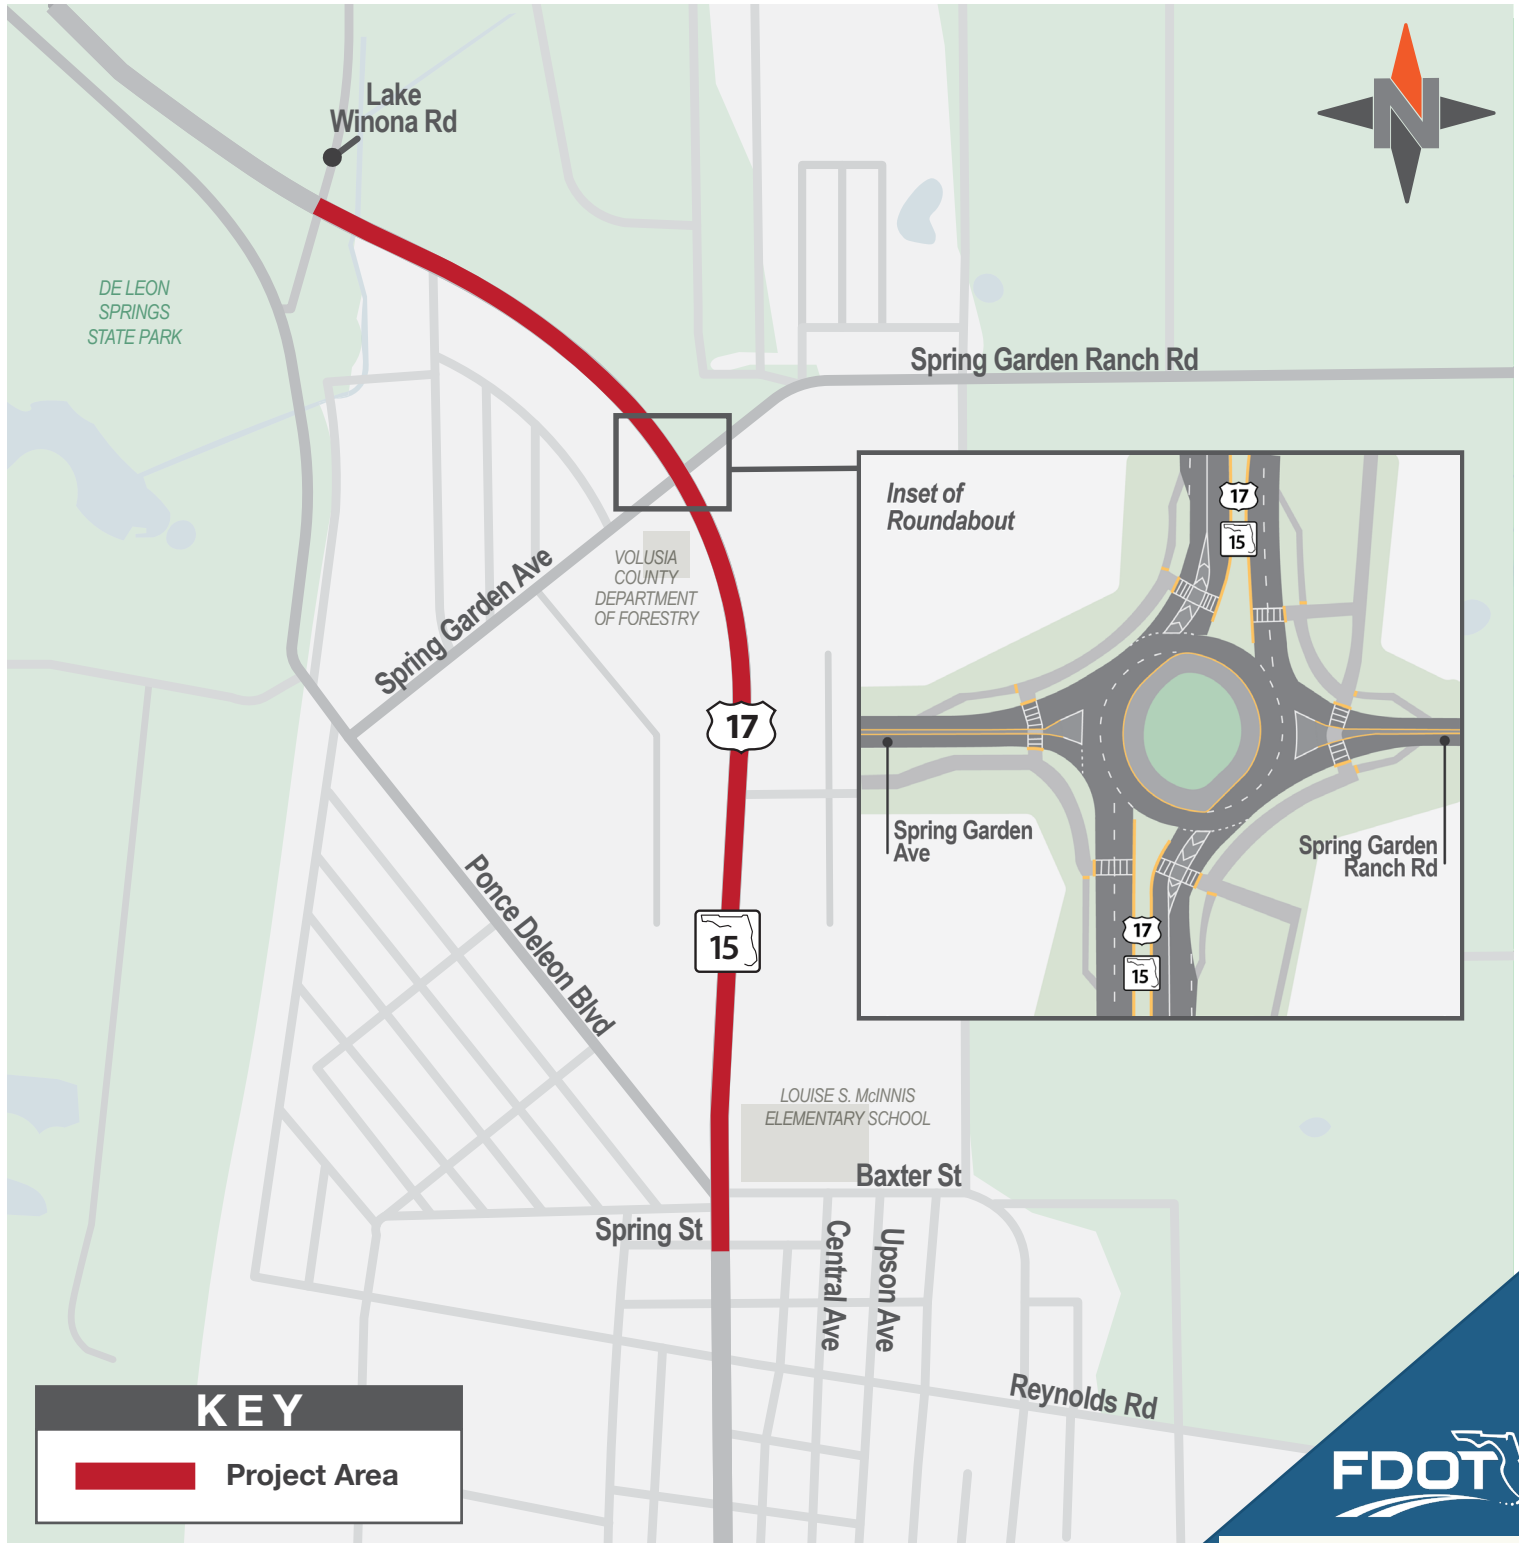 Lake
Winona Rd
N
DE LEON
SPRINGS
STATE PARK
Spring Garden Ranch Rd
Inset of
Roundabout
17
15
Spring Garden
Ave
Spring Garden
Ranch Rd
17
15
VOLUSIA
COUNTY
DEPARTMENT
OF FORESTRY
Spring Garden Ave
17
15
Ponce Deleon Blvd
LOUISE S. McINNIS
ELEMENTARY SCHOOL
Baxter St
Spring St
Central Ave
Upson Ave
Reynolds Rd
KEY
Project Area
FDOT